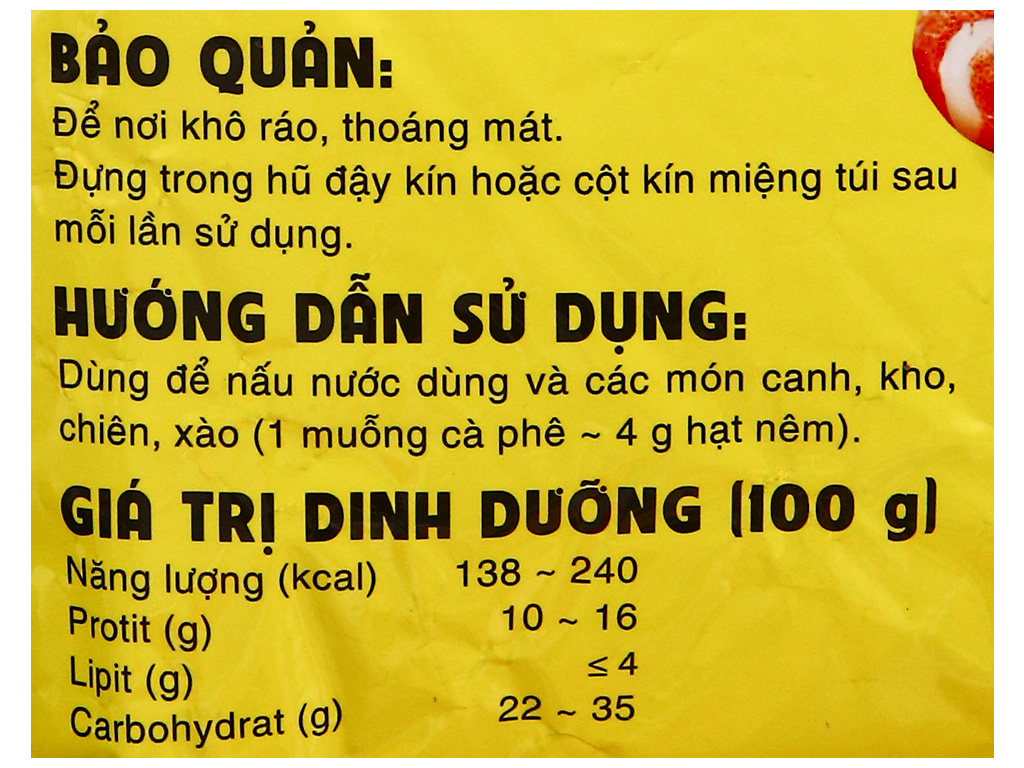 BẢO QUẢN:
Để nơi khô ráo, thoáng mát.
Đựng trong hũ đậy kín hoặc cột kín miệng túi sau
mỗi lần sử dụng.
HƯỚNG DẪN SỬ DỤNG:
Dùng để nấu nước dùng và các món canh, kho,
chiên, xào (1 muỗng cà phê ~ 4 g hạt nêm).
GIÁ TRỊ DINH DƯỠNG (100 g)
Năng lượng (kcal) 138 ~ 240
Protit (g) 10 ~ 16
Lipit (g) ≤ 4
Carbohydrat (g) 22 ~ 35